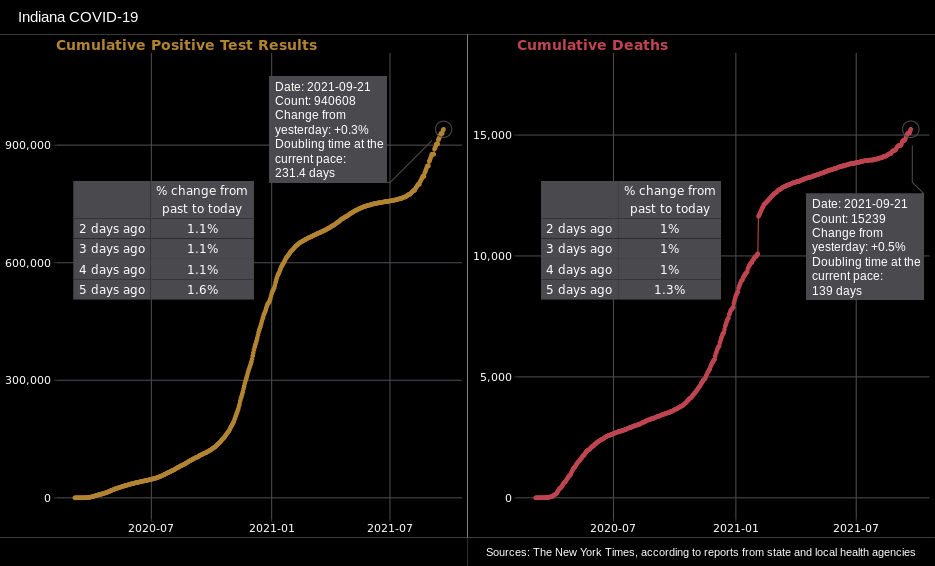 Indiana COVID-19
Cumulative Positive Test Results
Date: 2021-09-21
Count: 940608
Change from
yesterday: +0.3%
Doubling time at the
current pace:
231.4 days
900,000
600,000
300,000
0
% change from
past to today
2 days ago 1.1%
3 days ago 1.1%
4 days ago 1.1%
5 days ago 1.6%
2020-07 2021-01 2021-07
Cumulative Deaths
15,000
10,000
5,000
0
% change from
past to today
2 days ago 1%
3 days ago 1%
4 days ago 1%
5 days ago 1.3%
Date: 2021-09-21
Count: 15239
Change from
yesterday: +0.5%
Doubling time at the
current pace:
139 days
2020-07 2021-01 2021-07
Sources: The New York Times, according to reports from state and local health agencies